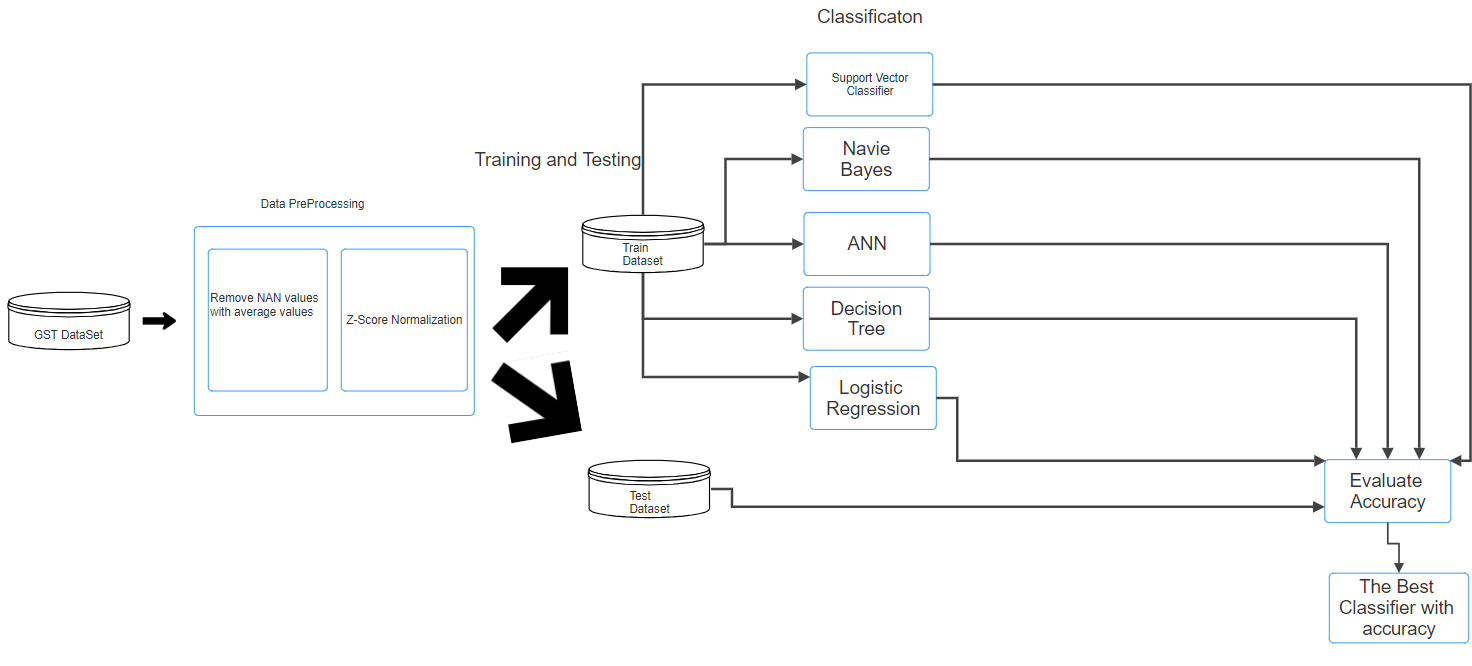 Classificaton
Support Vector
Classifier
Training and Testing
Navie
Bayes
Data PreProcessing
Train
Dataset
ANN
Remove NAN values
with average values
Z-Score Normalization
GST DataSet
Decision
Tree
Logistic
Regression
Test
Dataset
Evaluate
Accuracy
The Best
Classifier with
accuracy